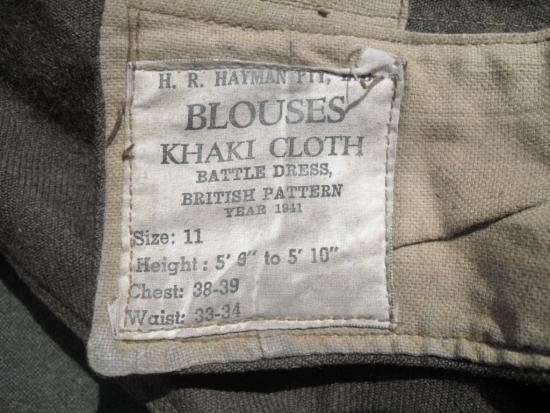 H. R. HAYMAN PTY,
BLOUSES
KHAKI CLOTH
BATTLE DRESS,
BRITISH PATTERN
YEAR 1941
Size: 11
Height: 5' 9" to 5' 10"
Chest: 38-39
Waist: 33-34